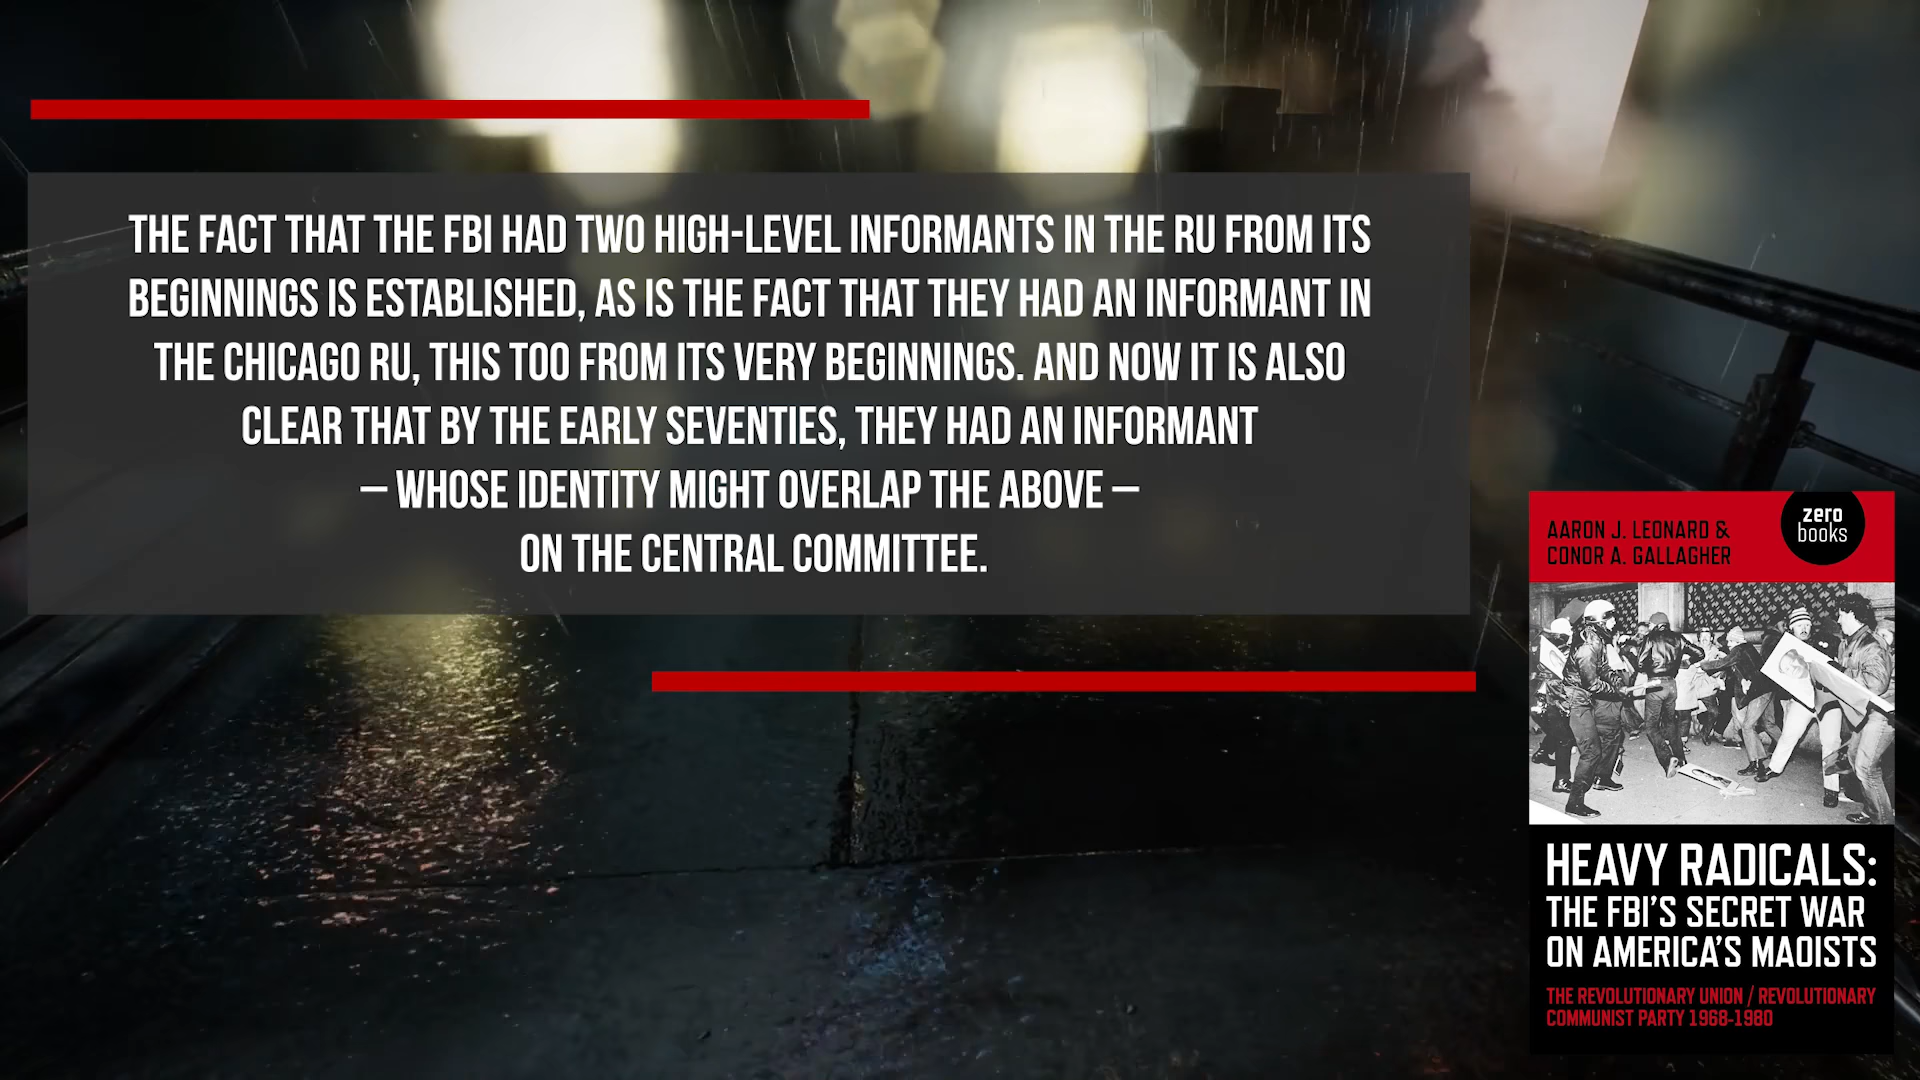 THE FACT THAT THE FBI HAD TWO HIGH-LEVEL INFORMANTS IN THE RU FROM ITS
BEGINNINGS IS ESTABLISHED, AS IS THE FACT THAT THEY HAD AN INFORMANT IN
THE CHICAGO RU, THIS TOO FROM ITS VERY BEGINNINGS. AND NOW IT IS ALSO
CLEAR THAT BY THE EARLY SEVENTIES, THEY HAD AN INFORMANT
– WHOSE IDENTITY MIGHT OVERLAP THE ABOVE –
ON THE CENTRAL COMMITTEE.
AARON J. LEONARD &
CONOR A. GALLAGHER
zero
books
HEAVY RADICALS:
THE FBI'S SECRET WAR
ON AMERICA'S MAOISTS
THE REVOLUTIONARY UNION / REVOLUTIONARY
COMMUNIST PARTY 1968-1980